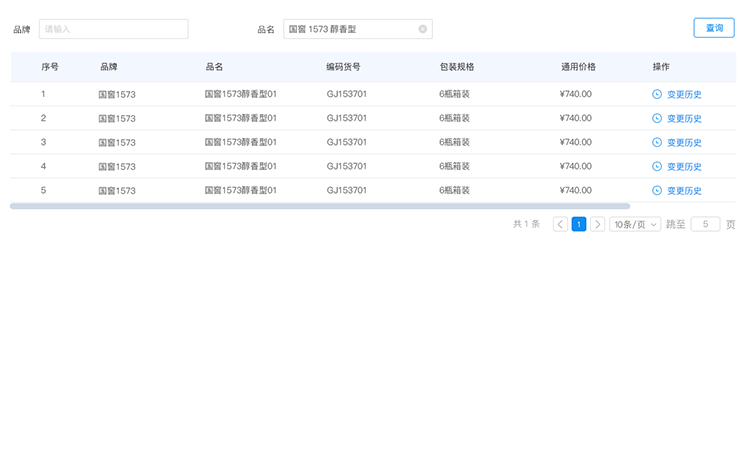 品牌 请输入 品名 国窖 1573 醇香型 查询
序号 品牌 品名 编码货号 包装规格 通用价格 操作
1 国窖1573 国窖1573醇香型01 GJ153701 6瓶箱装 ¥740.00 变更历史
2 国窖1573 国窖1573醇香型01 GJ153701 6瓶箱装 ¥740.00 变更历史
3 国窖1573 国窖1573醇香型01 GJ153701 6瓶箱装 ¥740.00 变更历史
4 国窖1573 国窖1573醇香型01 GJ153701 6瓶箱装 ¥740.00 变更历史
5 国窖1573 国窖1573醇香型01 GJ153701 6瓶箱装 ¥740.00 变更历史
共 1 条 1 10条/页 跳至 5 页